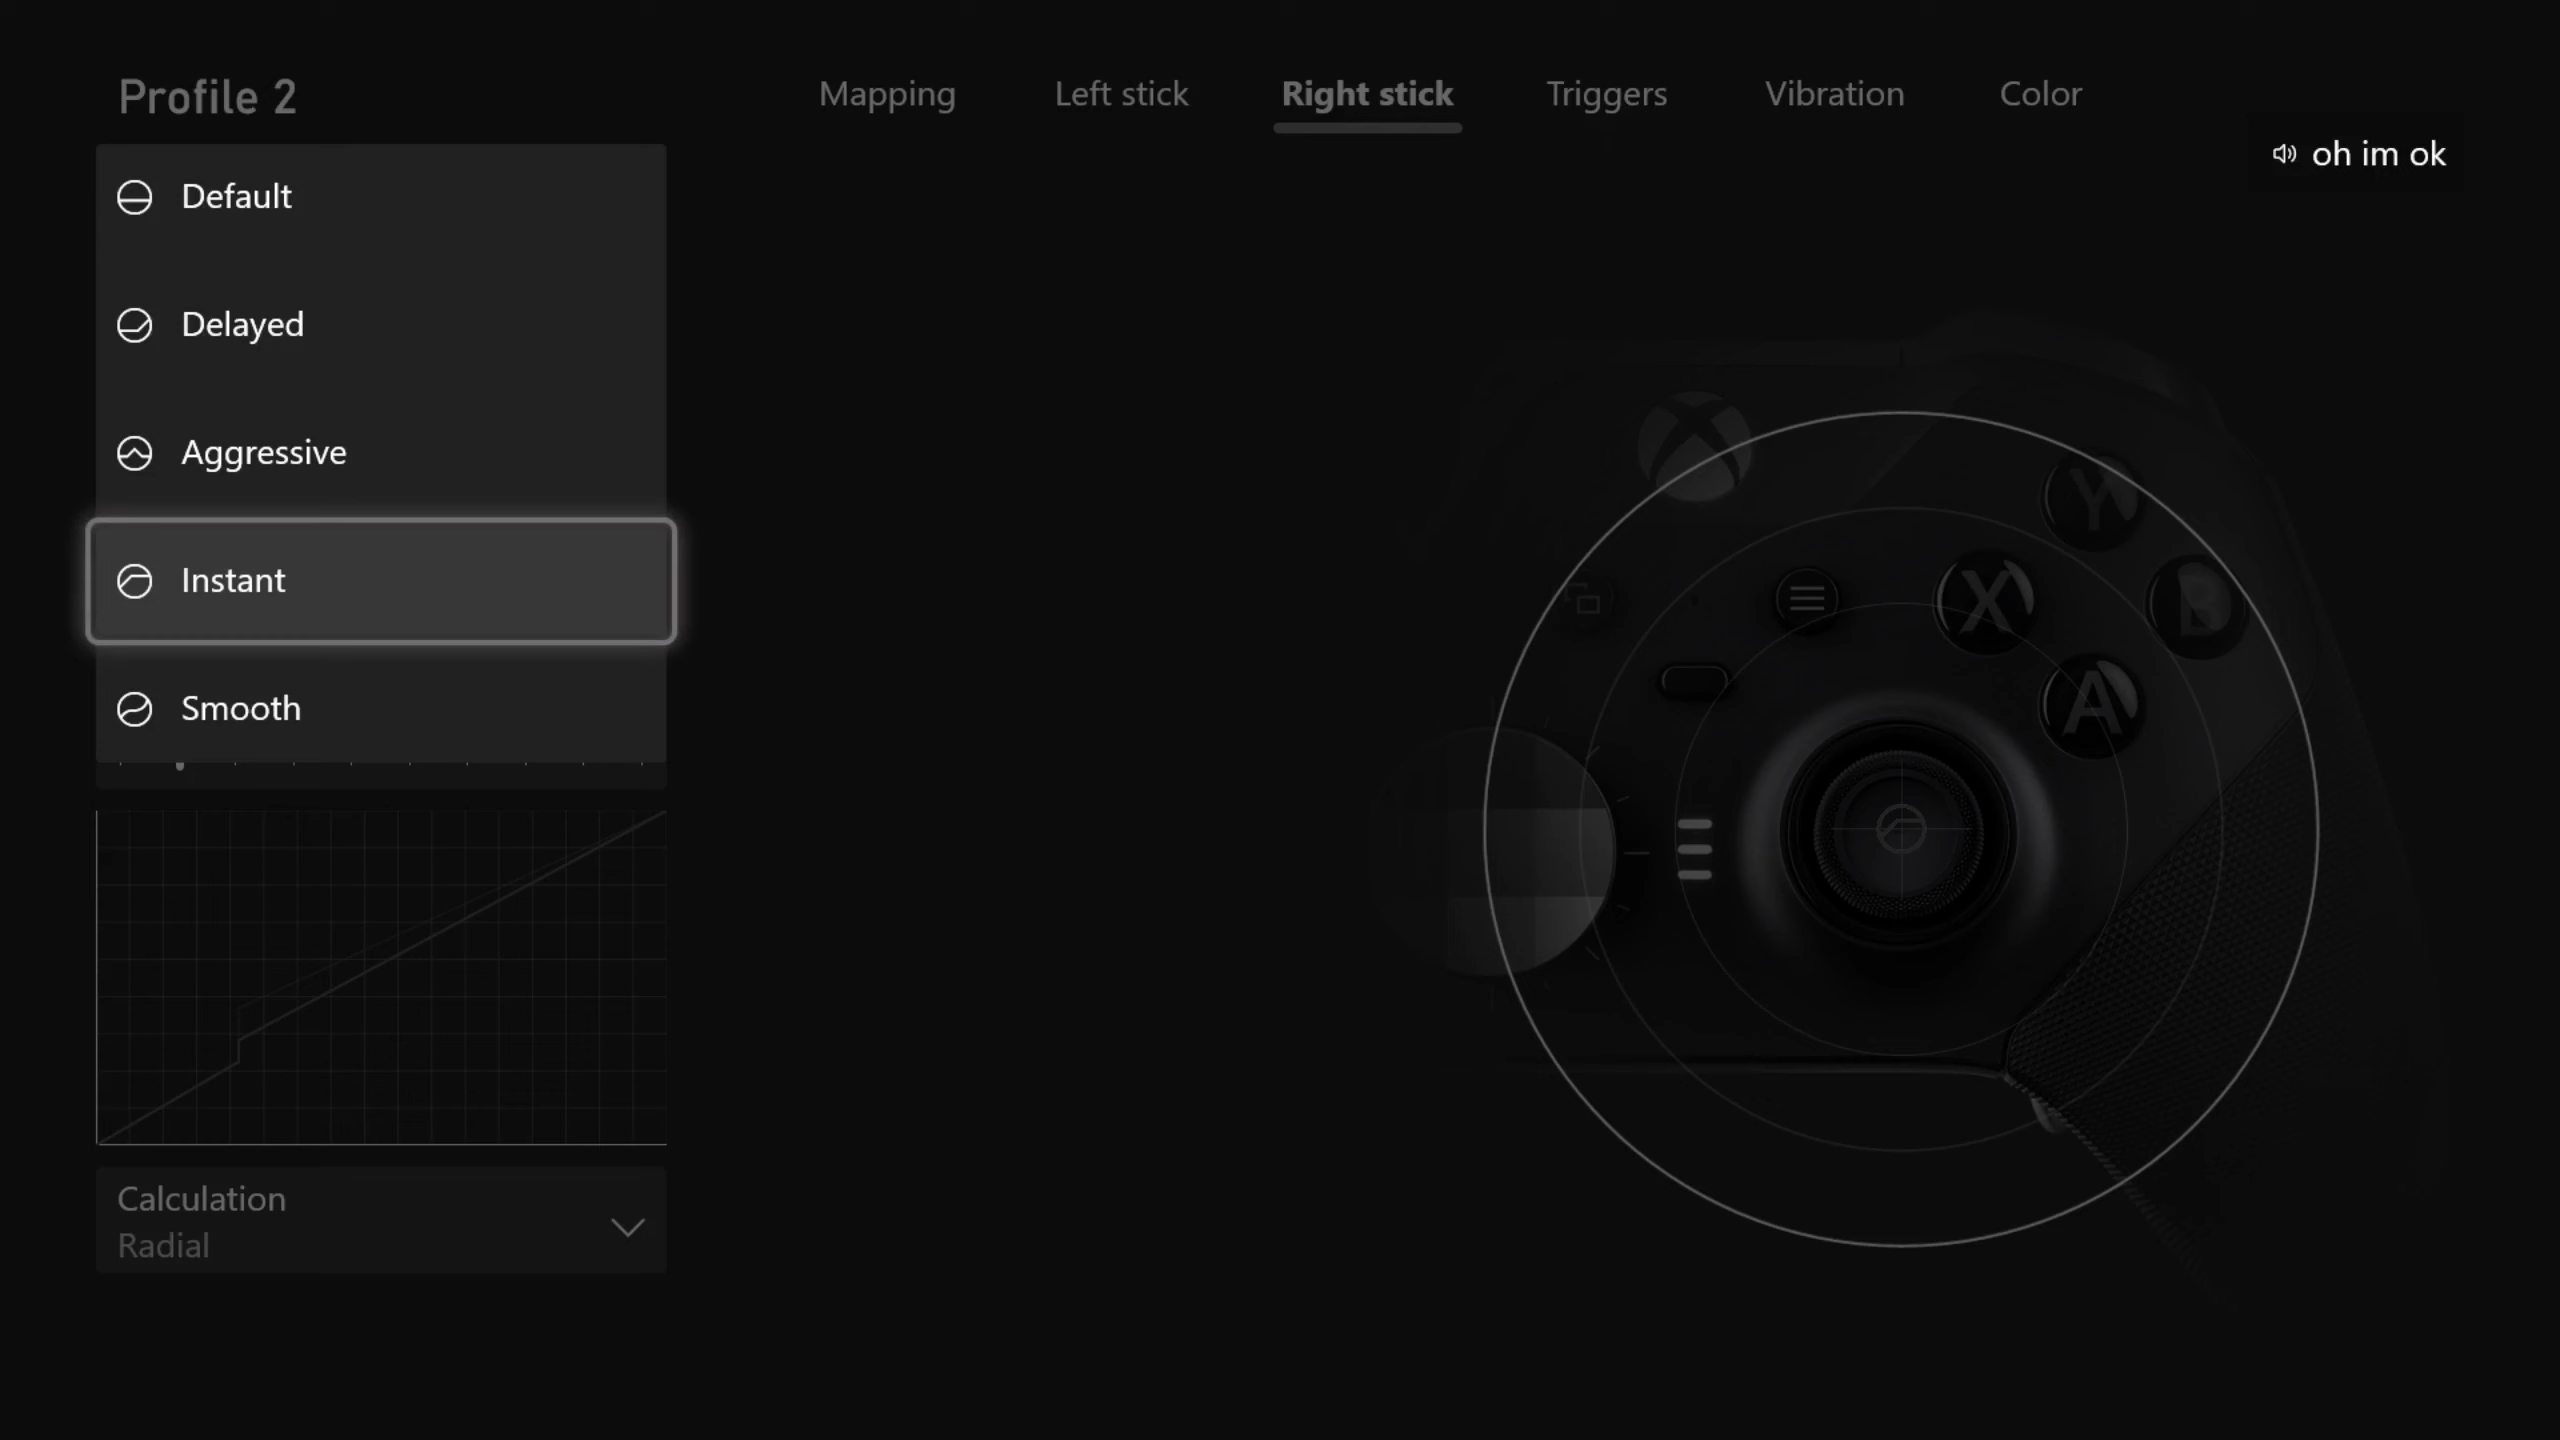 Profile 2
Mapping
Left stick
Right stick
Triggers
Vibration
Color
oh im ok
Default
Delayed
Aggressive
Instant
Smooth
Calculation
Radial
Y
X
B
A